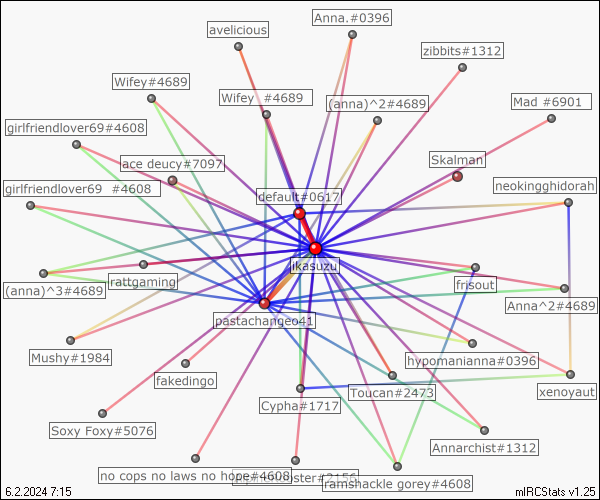 avelicious
Anna.#0396
zibbits#1312
Wifey#4689
Wifey #4689
(anna)^2#4689
Mad #6901
girlfriendlover69#4608
ace deucy#7097
Skalman
girlfriendlover69 #4608
default#0617
neokingghidorah
ikasuzu
(anna)^3#4689
rattgaming
frisout
Anna^2#4689
pastachangeo41
Mushy#1984
hypomanianna#0396
fakedingo
Toucan#2473
xenoyaut
Cypha#1717
Soxy Foxy#5076
Annarchist#1312
no cops no laws no hope#4608
ramshackle gorey#4608
6.2.2024 7:15
mIRCStats v1.25